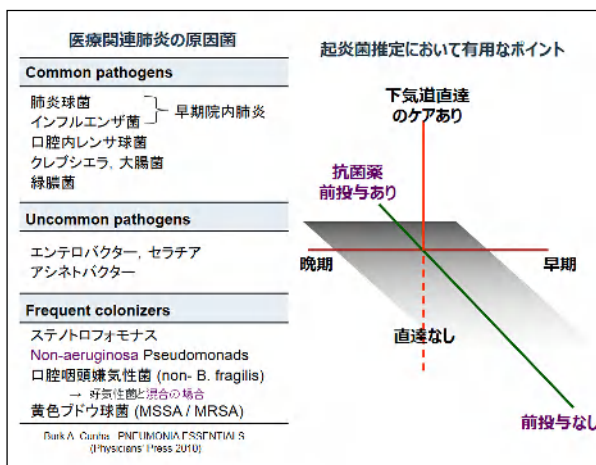 医療関連肺炎の原因菌
Common pathogens
肺炎球菌
インフルエンザ菌
早期院内肺炎
口腔内レンサ球菌
クレブシエラ, 大腸菌
緑膿菌
Uncommon pathogens
エンテロバクター, セラチア
アシネトバクター
Frequent colonizers
ステノトロフォモナス
Non-aeruginosa Pseudomonads
口腔咽頭嫌気性菌 (non- B. fragilis)
→ 好気性菌と混合の場合
黄色ブドウ球菌 (MSSA / MRSA)
Burk A. Cunha. PNEUMONIA ESSENTIALS
(Physicians' Press 2010)
起炎菌推定において有用なポイント
下気道直達
のケアあり
抗菌薬
前投与あり
晩期
早期
直達なし
前投与なし